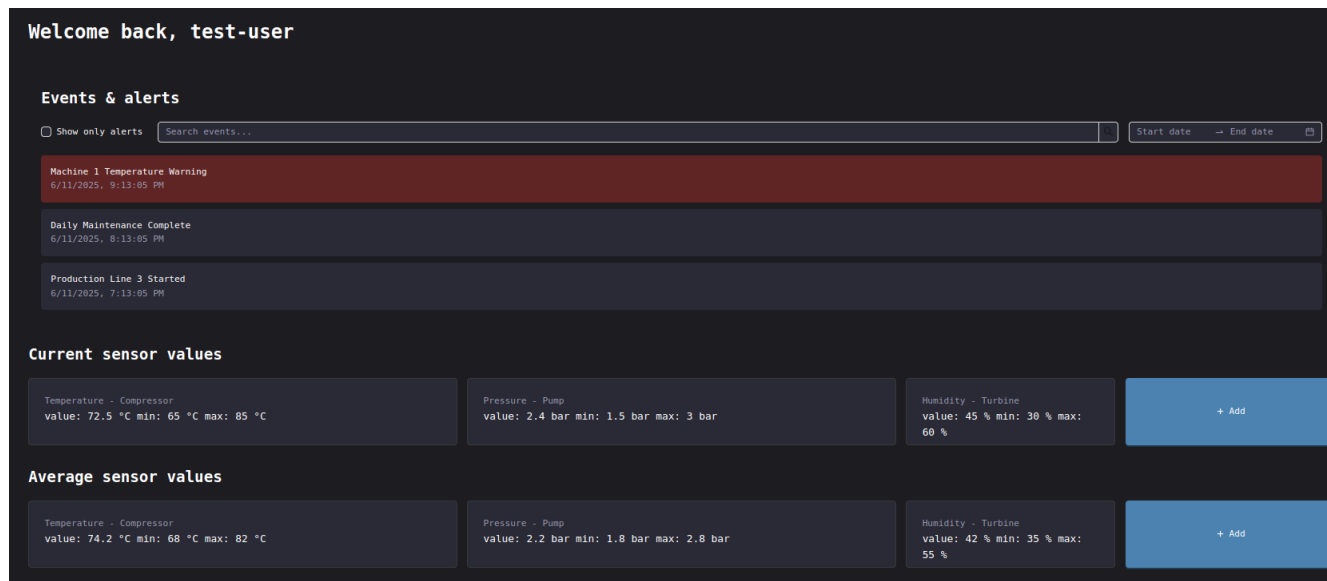 Welcome back, test-user
Events & alerts
Show only alerts
Search events...
Start date → End date
Machine 1 Temperature Warning
6/11/2025, 9:13:05 PM
Daily Maintenance Complete
6/11/2025, 8:13:05 PM
Production Line 3 Started
6/11/2025, 7:13:05 PM
Current sensor values
Temperature - Compressor
value: 72.5 °C min: 65 °C max: 85 °C
Pressure - Pump
value: 2.4 bar min: 1.5 bar max: 3 bar
Humidity - Turbine
value: 45 % min: 30 % max:
60 %
+ Add
Average sensor values
Temperature - Compressor
value: 74.2 °C min: 68 °C max: 82 °C
Pressure - Pump
value: 2.2 bar min: 1.8 bar max: 2.8 bar
Humidity - Turbine
value: 42 % min: 35 % max:
55 %
+ Add